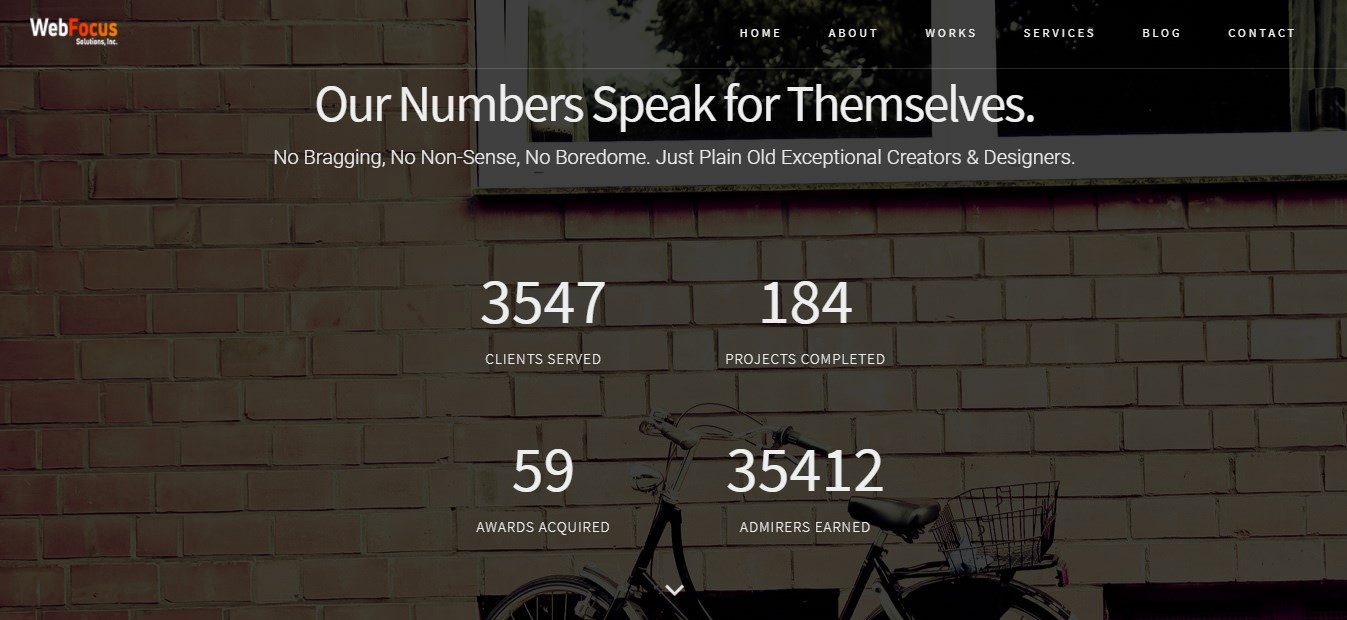 WebFocus
Solutions, Inc.
HOME ABOUT WORKS SERVICES BLOG CONTACT
Our Numbers Speak for Themselves.
No Bragging, No Non-Sense, No Boredome. Just Plain Old Exceptional Creators & Designers.
3547 184
CLIENTS SERVED PROJECTS COMPLETED
59 35412
AWARDS ACQUIRED ADMIRERS EARNED